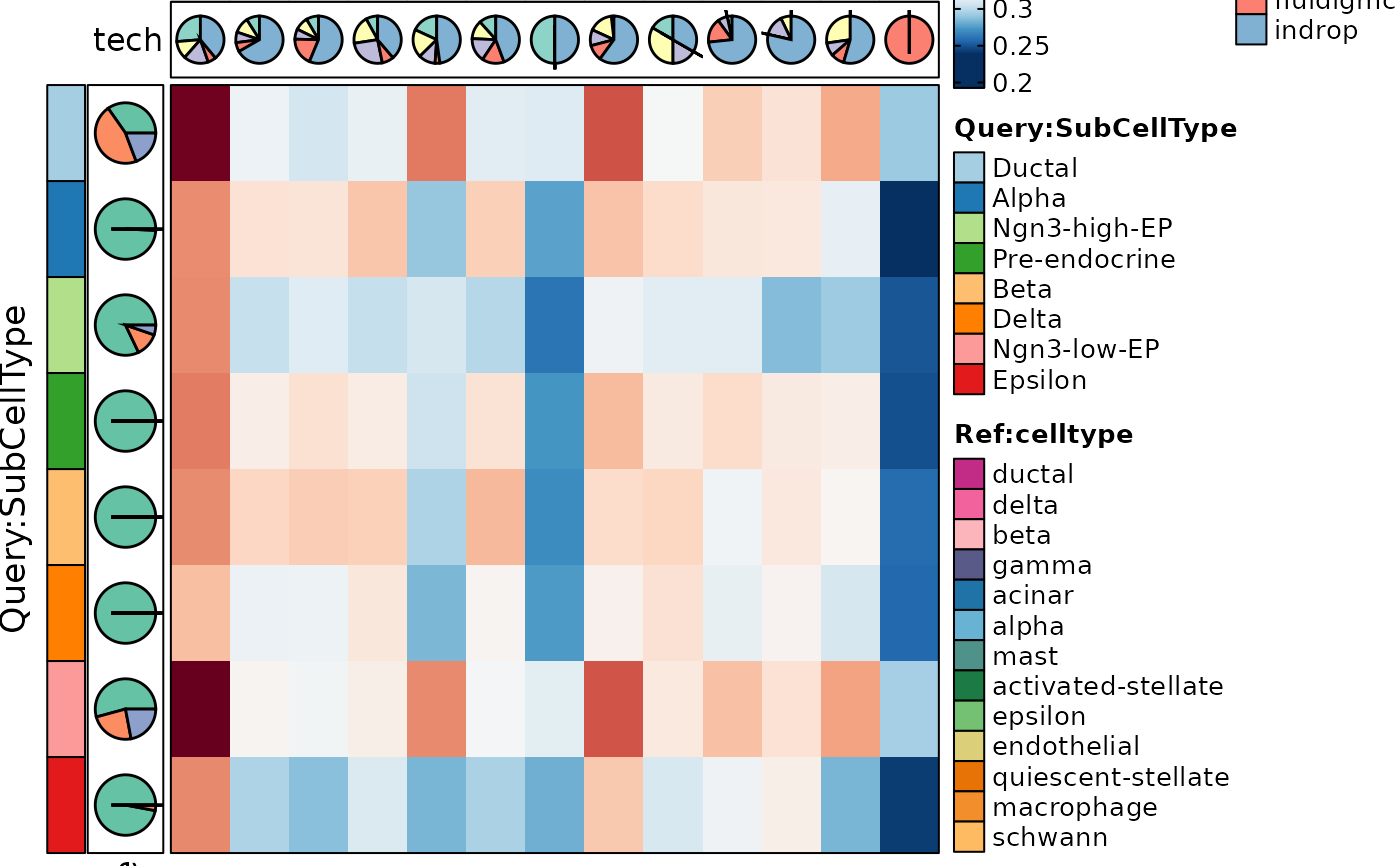 tech
Query:SubCellType
0.3
0.25
0.2
indrop
Query:SubCellType
Ductal
Alpha
Ngn3-high-EP
Pre-endocrine
Beta
Delta
Ngn3-low-EP
Epsilon
Ref:celltype
ductal
delta
beta
gamma
acinar
alpha
mast
activated-stellate
epsilon
endothelial
quiescent-stellate
macrophage
schwann